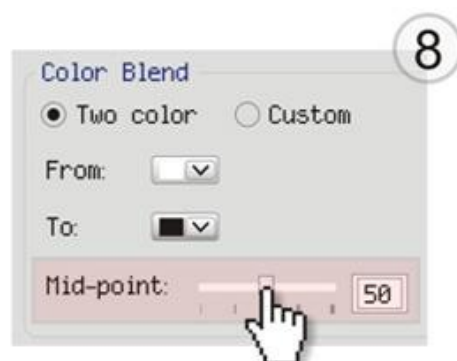 8
Color Blend
Two color Custom
From:
To:
Mid-point: 50